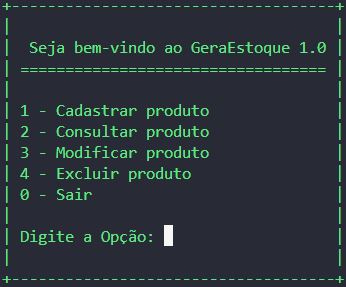 Seja bem-vindo ao GeraEstoque 1.0
==================================
1 - Cadastrar produto
2 - Consultar produto
3 - Modificar produto
4 - Excluir produto
0 - Sair
Digite a Opção: